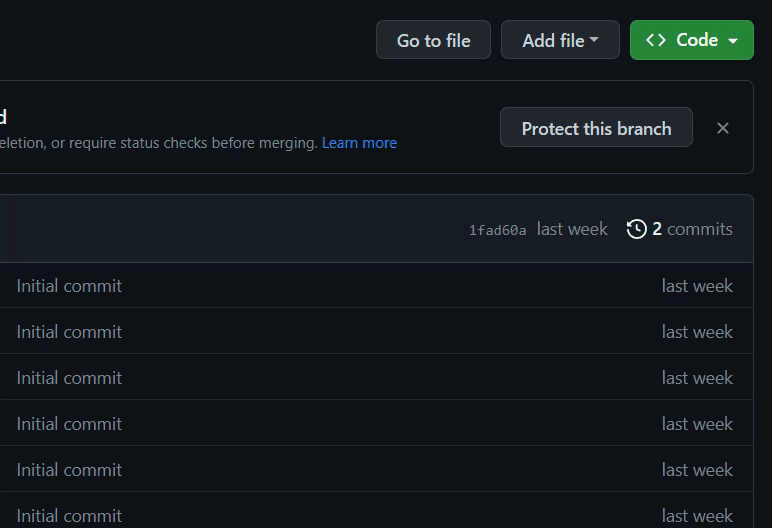 Go to file Add file <> Code
d
eletion, or require status checks before merging. Learn more
Protect this branch
1fad60a last week 2 commits
Initial commit last week
Initial commit last week
Initial commit last week
Initial commit last week
Initial commit last week
Initial commit last week